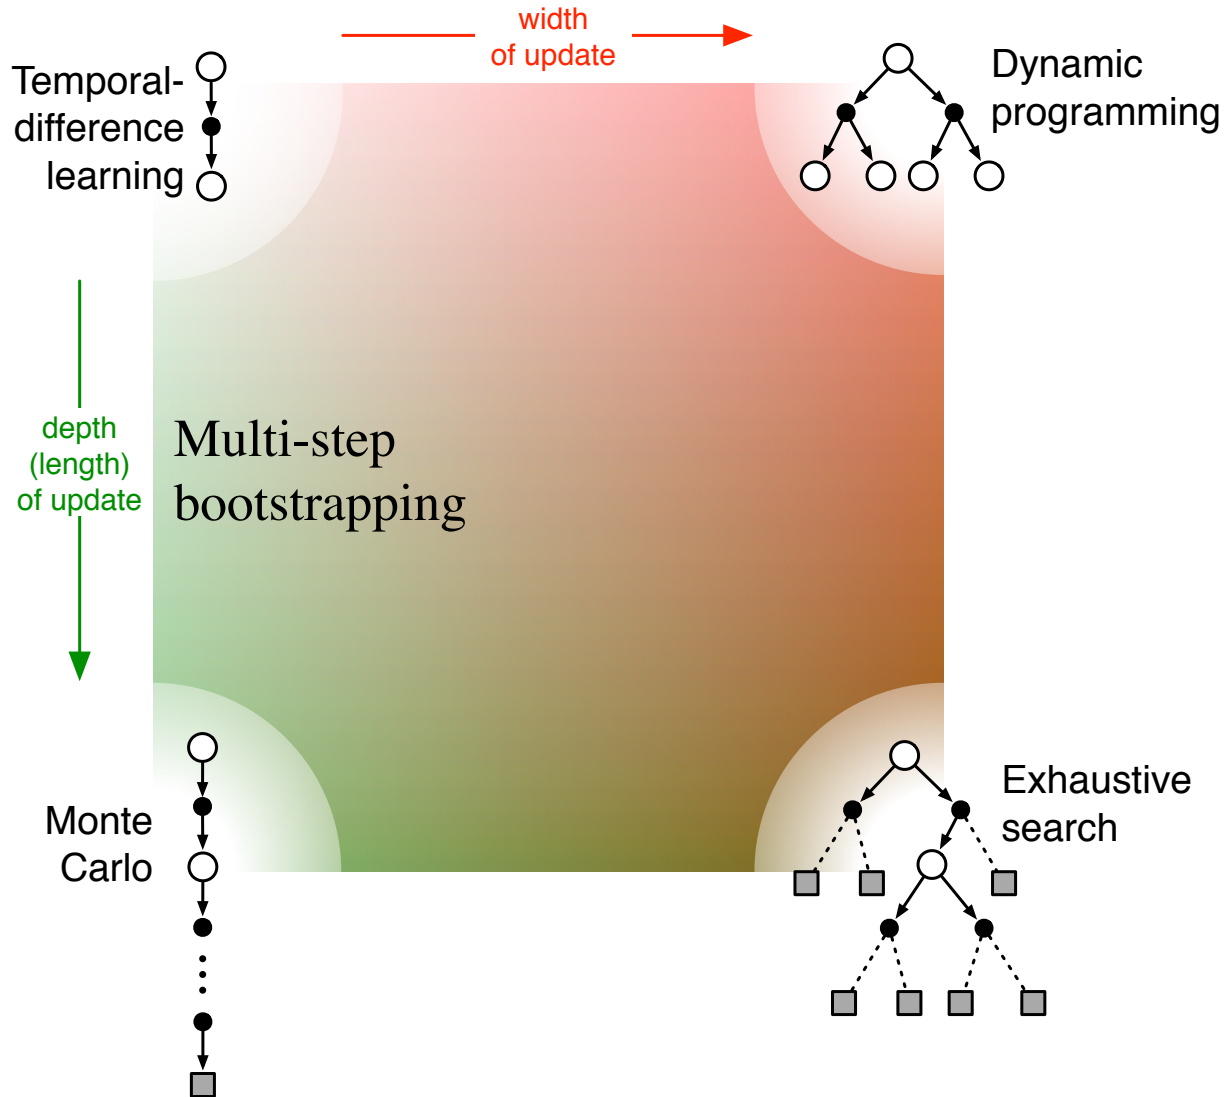 width
of update
Temporal-
difference
learning
Dynamic
programming
depth
(length)
of update
Multi-step
bootstrapping
Monte
Carlo
Exhaustive
search